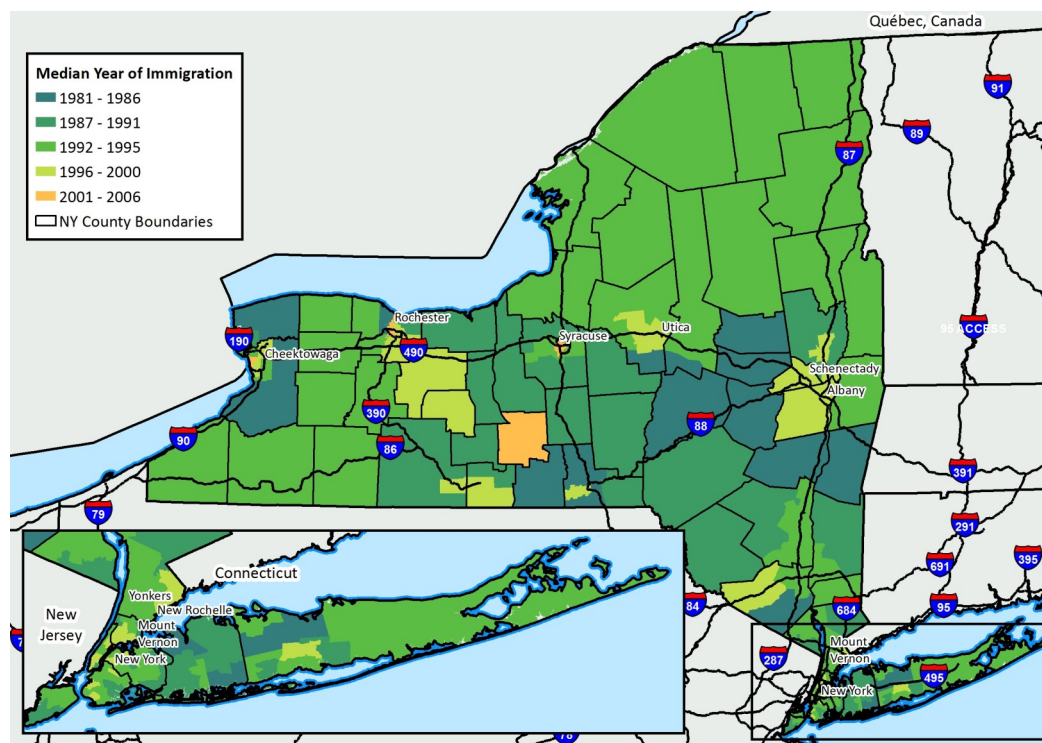 Québec, Canada
Median Year of Immigration
1981 - 1986
1987 - 1991
1992 - 1995
1996 - 2000
2001 - 2006
NY County Boundaries
91
89
87
Rochester
Syracuse
Utica
190
490
95 ACCESS
Cheektowaga
Schenectady
Albany
390
88
90
86
391
79
291
395
691
Connecticut
Yonkers
New Rochelle
New
Jersey
Mount
Vernon
New York
84
684
95
287
Mount
Vernon
New York
495
78